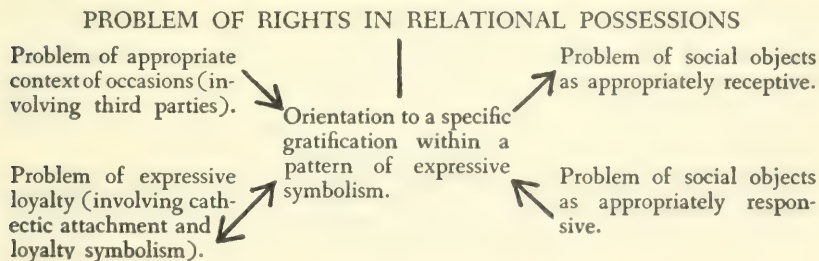 PROBLEM OF RIGHTS IN RELATIONAL POSSESSIONS
Problem of appropriate
context of occasions (in-
volving third parties).
Problem of social objects
as appropriately receptive.
Orientation to a specific
gratification within a
pattern of expressive
symbolism.
Problem of expressive
loyalty (involving cath-
ectic attachment and
loyalty symbolism).
Problem of social objects
as appropriately respon-
sive.